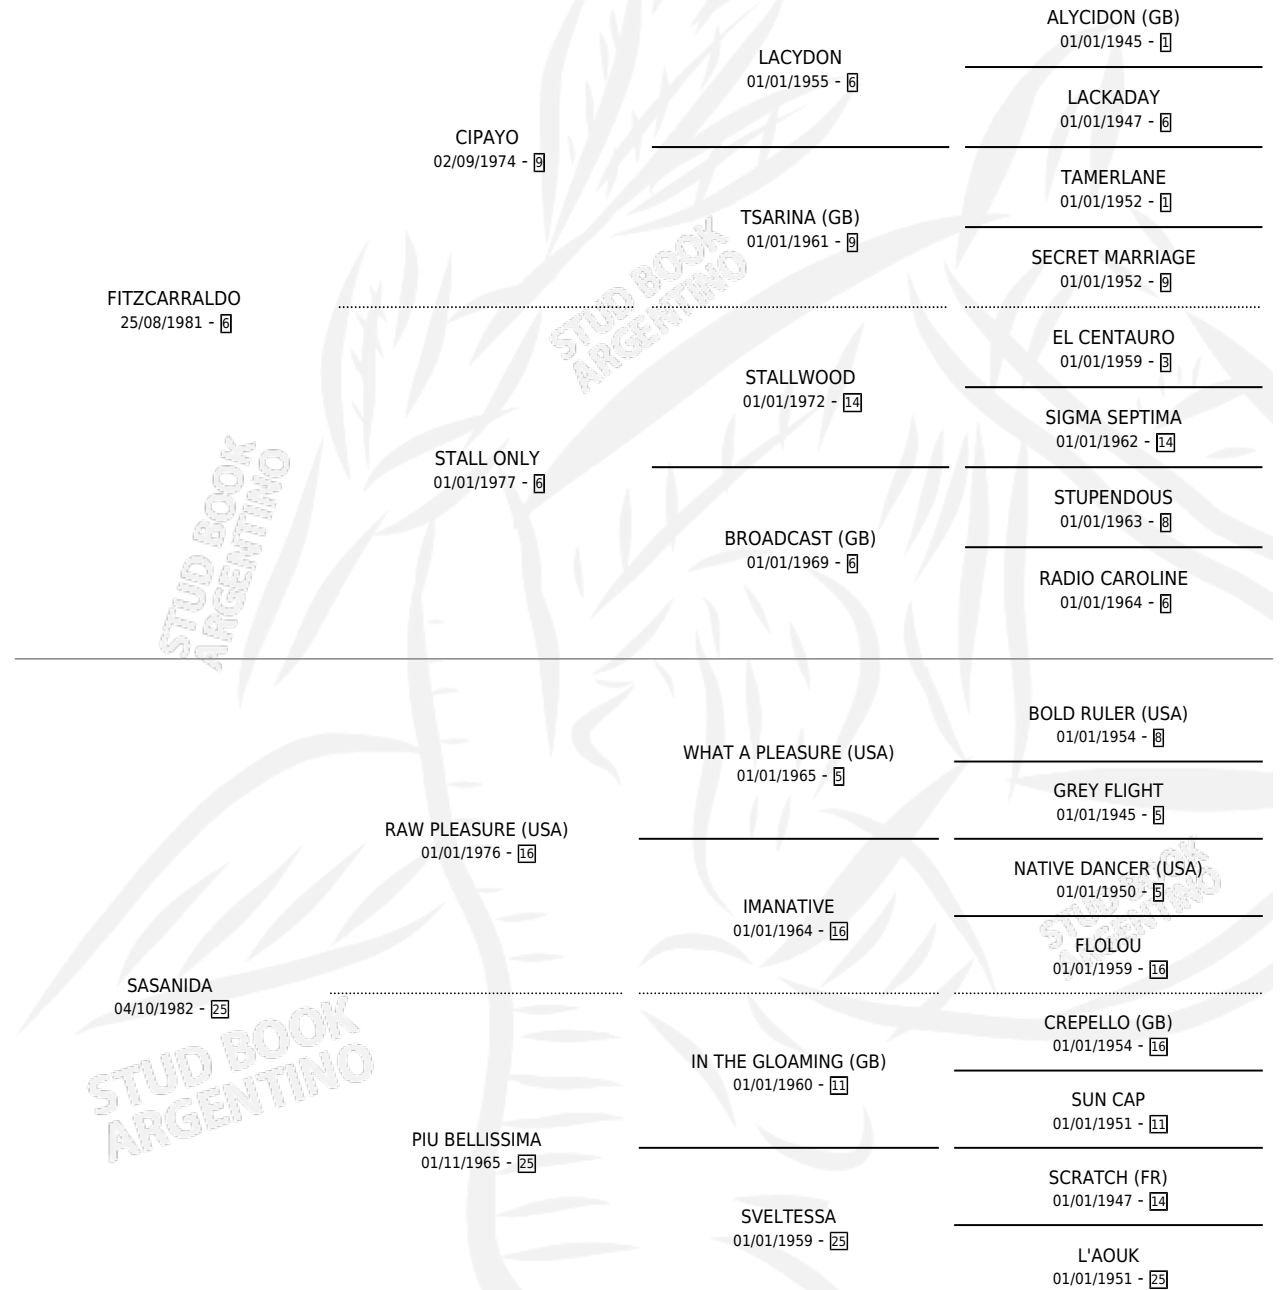 ALYCIDON (GB)
01/01/1945 - 1
LACYDON
01/01/1955 - 6
LACKADAY
01/01/1947 - 6
CIPAYO
02/09/1974 - 9
TAMERLANE
01/01/1952 - 1
TSARINA (GB)
01/01/1961 - 9
SECRET MARRIAGE
01/01/1952 - 9
FITZCARRALDO
25/08/1981 - 6
EL CENTAURO
01/01/1959 - 3
STALLWOOD
01/01/1972 - 14
SIGMA SEPTIMA
01/01/1962 - 14
STALL ONLY
01/01/1977 - 6
STUPENDOUS
01/01/1963 - 8
BROADCAST (GB)
01/01/1969 - 6
RADIO CAROLINE
01/01/1964 - 6
BOLD RULER (USA)
01/01/1954 - 8
WHAT A PLEASURE (USA)
01/01/1965 - 5
GREY FLIGHT
01/01/1945 - 5
RAW PLEASURE (USA)
01/01/1976 - 16
NATIVE DANCER (USA)
01/01/1950 - 5
IMANATIVE
01/01/1964 - 16
FLOLOU
01/01/1959 - 16
SASANIDA
04/10/1982 - 25
CREPELLO (GB)
01/01/1954 - 16
IN THE GLOAMING (GB)
01/01/1960 - 11
SUN CAP
01/01/1951 - 11
PIU BELLISSIMA
01/11/1965 - 25
SCRATCH (FR)
01/01/1947 - 14
SVELTESSA
01/01/1959 - 25
L'AOUK
01/01/1951 - 25
STUD BOOK
ARGENTINO
STUD BOOK
ARGENTINO
STUD BOOK
ARGENTINO
STUD BOOK
ARGENTINO